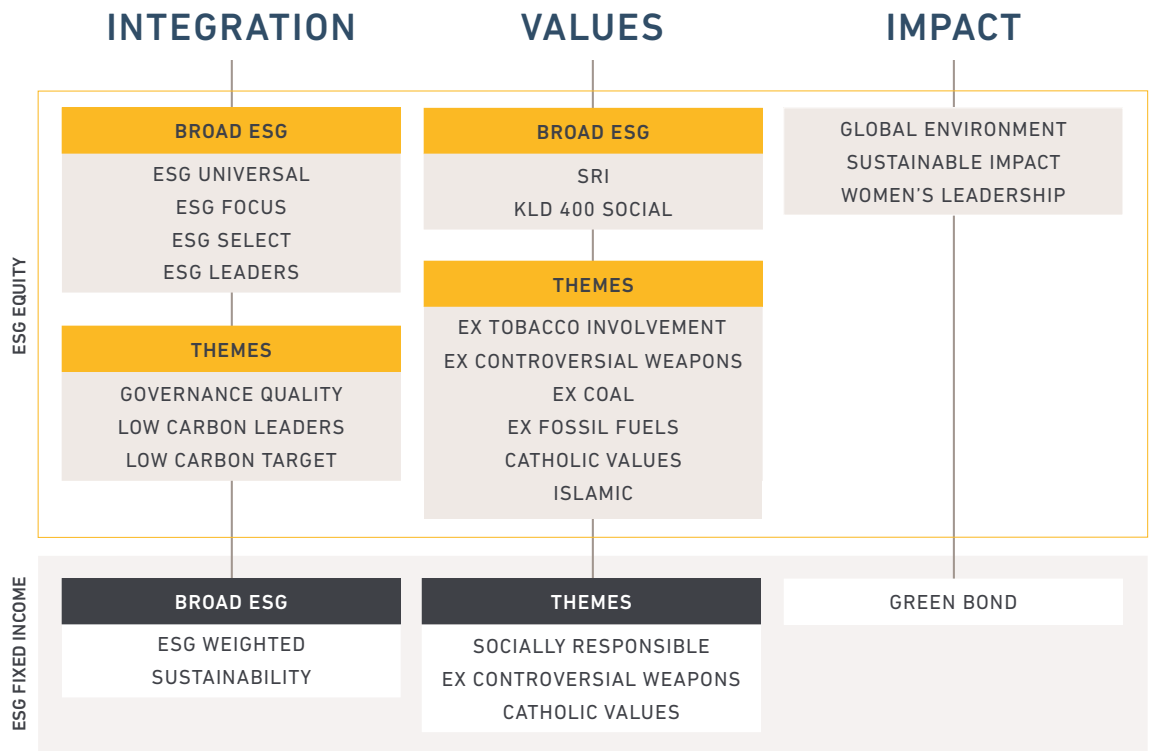 INTEGRATION
VALUES
IMPACT
ESG EQUITY
BROAD ESG
ESG UNIVERSAL
ESG FOCUS
ESG SELECT
ESG LEADERS
THEMES
GOVERNANCE QUALITY
LOW CARBON LEADERS
LOW CARBON TARGET
BROAD ESG
SRI
KLD 400 SOCIAL
THEMES
EX TOBACCO INVOLVEMENT
EX CONTROVERSIAL WEAPONS
EX COAL
EX FOSSIL FUELS
CATHOLIC VALUES
ISLAMIC
GLOBAL ENVIRONMENT
SUSTAINABLE IMPACT
WOMEN'S LEADERSHIP
ESG FIXED INCOME
BROAD ESG
ESG WEIGHTED
SUSTAINABILITY
THEMES
SOCIALLY RESPONSIBLE
EX CONTROVERSIAL WEAPONS
CATHOLIC VALUES
GREEN BOND